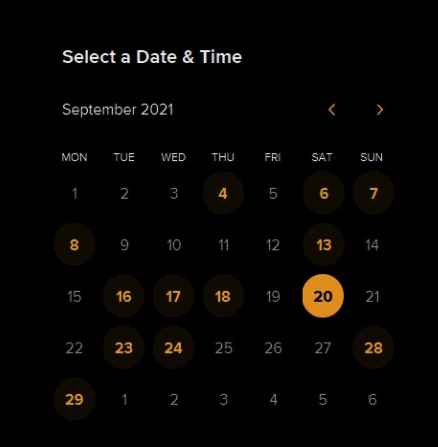 Select a Date & Time
September 2021
MON TUE WED THU FRI SAT SUN
1 2 3 4 5 6 7
8 9 10 11 12 13 14
15 16 17 18 19 20 21
22 23 24 25 26 27 28
29 1 2 3 4 5 6